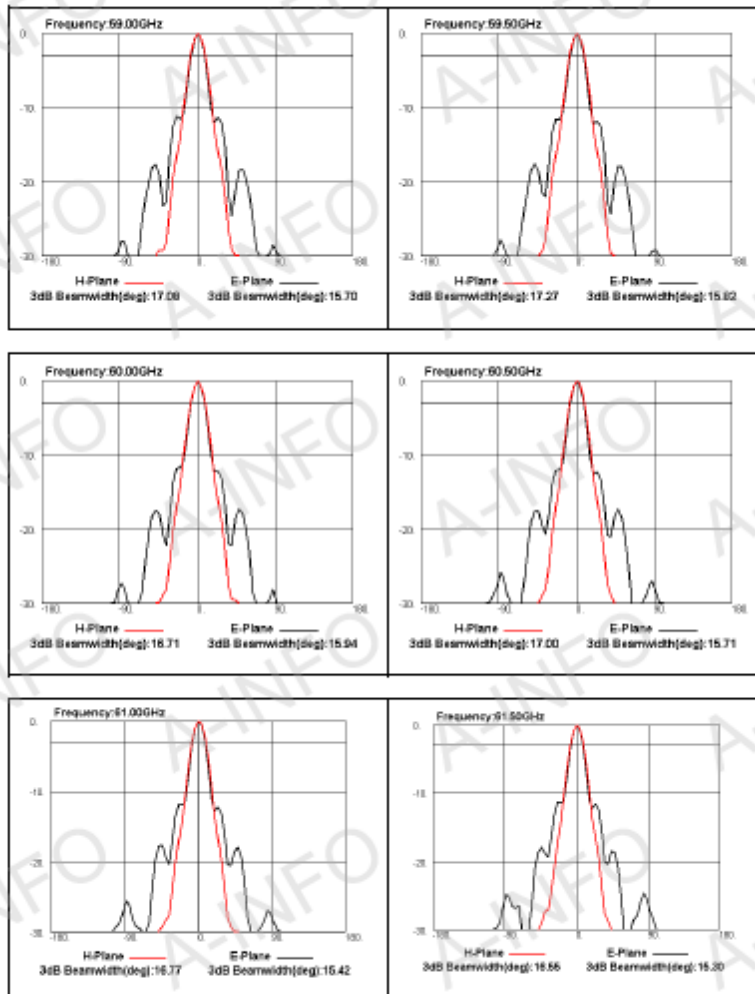 Frequency:59.00GHz
0.
-10.
-20.
-30.
-180. -90. 0. 90. 180.
H-Plane E-Plane
3dB Beamwidth(deg):17.08 3dB Beamwidth(deg):15.70
Frequency:59.50GHz
0.
-10.
-20.
-30.
-180. -90. 0. 90. 180.
H-Plane E-Plane
3dB Beamwidth(deg):17.27 3dB Beamwidth(deg):15.82
Frequency:60.00GHz
0.
-10.
-20.
-30.
-180. -90. 0. 90. 180.
H-Plane E-Plane
3dB Beamwidth(deg):16.71 3dB Beamwidth(deg):15.94
Frequency:60.50GHz
0.
-10.
-20.
-30.
-180. -90. 0. 90. 180.
H-Plane E-Plane
3dB Beamwidth(deg):17.00 3dB Beamwidth(deg):15.71
Frequency:61.00GHz
0.
-10.
-20.
-30.
-180. -90. 0. 90. 180.
H-Plane E-Plane
3dB Beamwidth(deg):16.77 3dB Beamwidth(deg):15.42
Frequency:61.50GHz
0.
-10.
-20.
-30.
-180. -90. 0. 90. 180.
H-Plane E-Plane
3dB Beamwidth(deg):16.55 3dB Beamwidth(deg):15.30
A-INFO